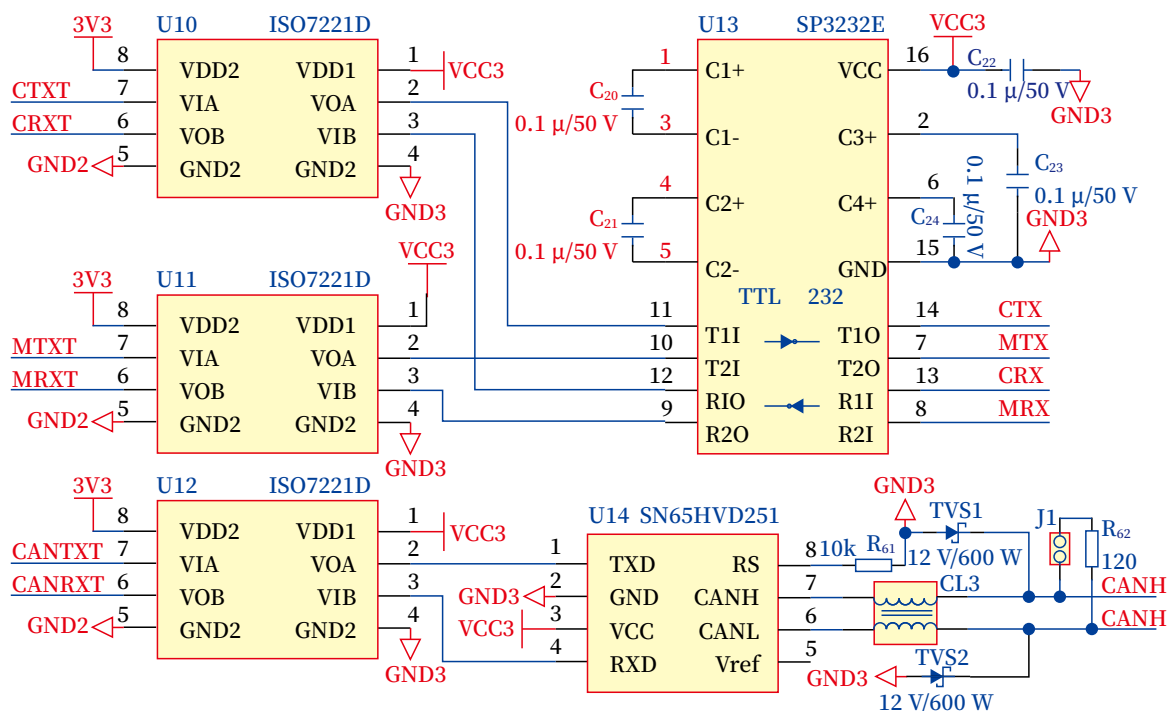 U10 ISO7221D
3V3
8 VDD2 VDD1 1 VCC3
CTXT 7 VIA VOA 2
CRXT 6 VOB VIB 3
GND2 5 GND2 GND2 4
GND3
U11 ISO7221D
3V3
VCC3
8 VDD2 VDD1 1
MTXT 7 VIA VOA 2
MRXT 6 VOB VIB 3
GND2 5 GND2 GND2 4
GND3
U12 ISO7221D
3V3
8 VDD2 VDD1 1 VCC3
CANTXT 7 VIA VOA 2
CANRXT 6 VOB VIB 3
GND2 5 GND2 GND2 4
GND3
U13 SP3232E
VCC3
1 C1+ VCC 16
C22
0.1 μ/50 V
GND3
C20
0.1 μ/50 V
3 C1- C3+ 2
C23
0.1 μ/50 V
4 C2+ C4+ 6
C24
0.1 μ/50 V
GND3
C21
0.1 μ/50 V
5 C2- GND 15
TTL 232
11 T1I T1O 14 CTX
10 T2I T2O 7 MTX
12 RIO R1I 13 CRX
9 R2O R2I 8 MRX
U14 SN65HVD251
1 TXD RS 8
GND3 2 GND CANH 7
VCC3 3 VCC CANL 6
4 RXD Vref 5
10k R61
GND3
TVS1
12 V/600 W
J1
R62
120
CL3
CANH
CANH
GND3
TVS2
12 V/600 W